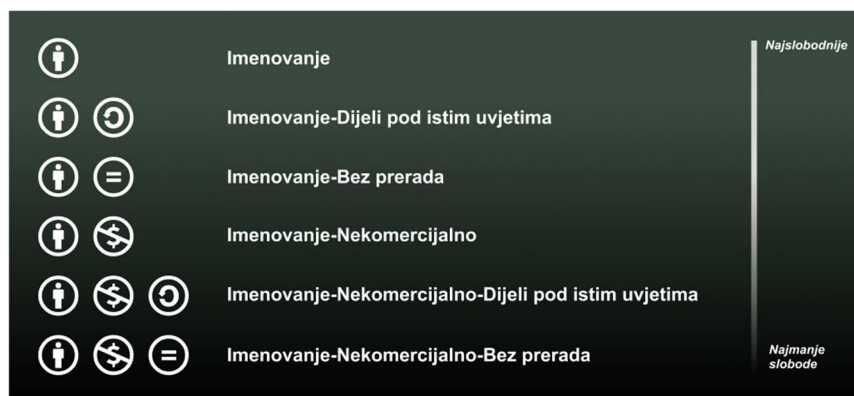 Imenovanje
Najslobodnije
Imenovanje-Dijeli pod istim uvjetima
Imenovanje-Bez prerada
Imenovanje-Nekomercijalno
Imenovanje-Nekomercijalno-Dijeli pod istim uvjetima
Imenovanje-Nekomercijalno-Bez prerada
Najmanje
slobode